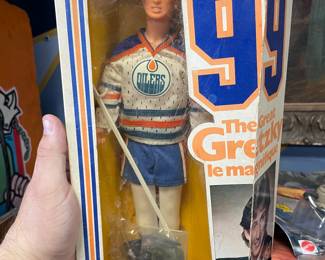 OILERS
99
The Great
Gretzky
le magnifique